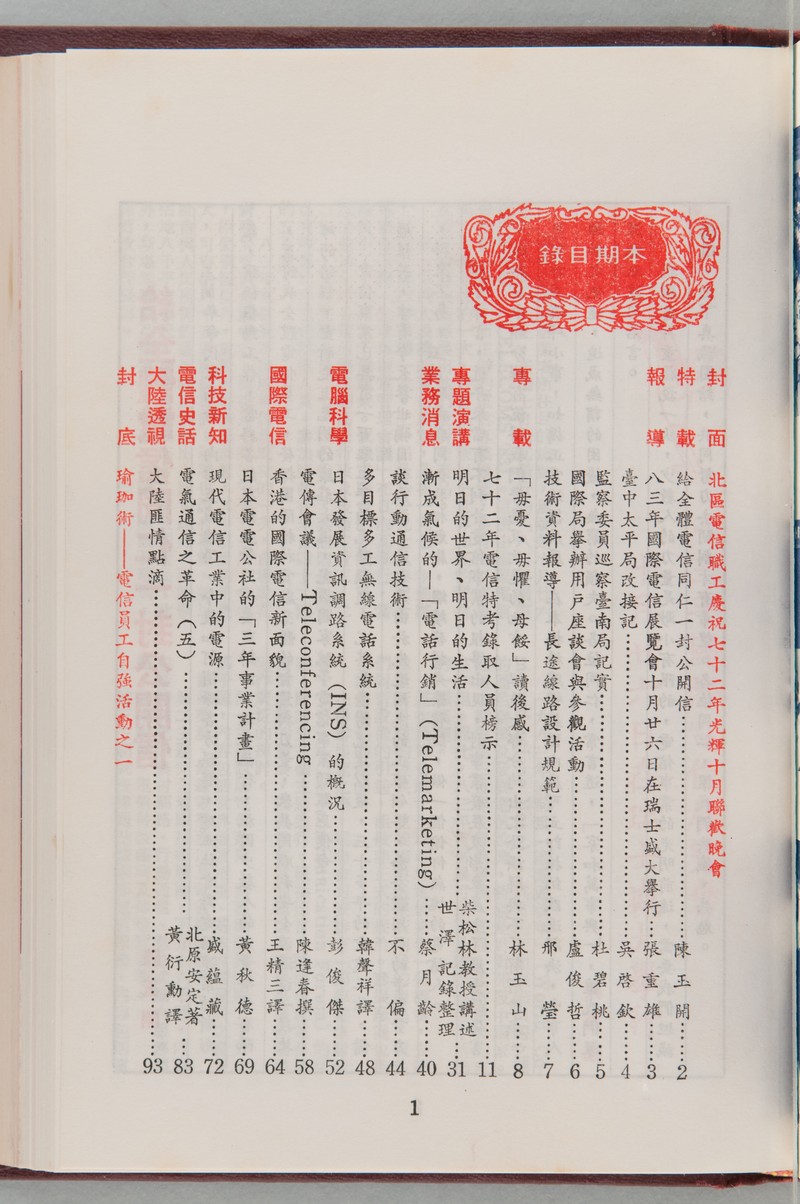 本期目錄
封面 北區電信職工慶祝七十二年光輝十月聯歡晚會
特載 給全體電信同仁一封公開信……陳玉開……2
報導 八三年國際電信展覽會十月廿六日在瑞士盛大舉行…張重雄……3
臺中太平局改接記……吳啓欽……4
監察委員巡察臺南局記實……杜碧桃……5
國際局舉辦用戶座談會與參觀活動……盧俊哲……6
技術資料報導——長途線路設計規範……邢瑩……7
專載 「毋憂、毋懼、毋餒」讀後感……林玉山……8
七十二年電信特考錄取人員榜示……11
專題演講 明日的世界、明日的生活……柴松林教授講述 世澤記錄整理…31
業務消息 漸成氣候的—「電話行銷」(Telemarketing)……蔡月齡……40
談行動通信技術……不偏……44
多目標多工無線電話系統……韓聲祥譯……48
電腦科學 日本發展資訊調路系統(INS)的概況……彭俊傑……52
電傳會議——Teleconferencing……陳逢春撰……58
國際電信 香港的國際電信新面貌……王精三譯……64
日本電電公社的「三年事業計畫」……黃秋德……69
科技新知 現代電信工業中的電源……盛蘊藏……72
電信史話 電氣通信之革命(五)……北原安定著 黃衍勳譯…83
大陸透視 大陸匪情點滴……93
封底 瑜珈術——電信員工自強活動之一
1